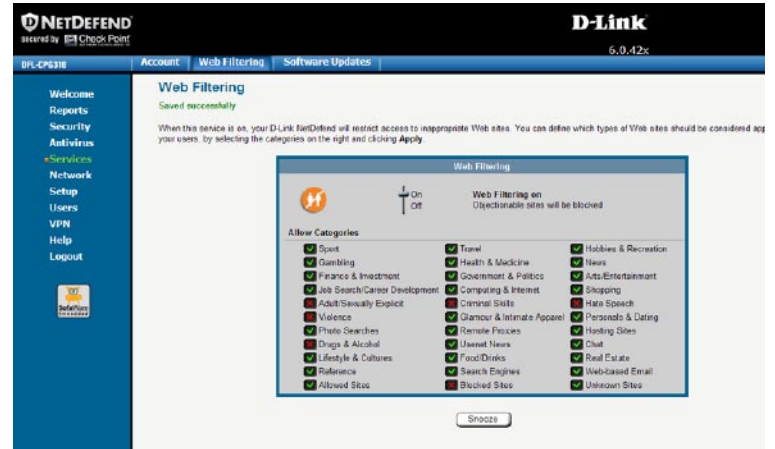 NETDEFEND
secured by Check Point
D-Link
6.0.42x
DFL-CPG310
Account Web Filtering Software Updates
Welcome
Reports
Security
Antivirus
Services
Network
Setup
Users
VPN
Help
Logout
Web Filtering
Saved successfully
When this service is on, your D-Link NetDefend will restrict access to inappropriate Web sites. You can define which types of Web sites should be considered app
your users, by selecting the categories on the right and clicking Apply.
Web Filtering
On
Off
Web Filtering on
Objectionable sites will be blocked
Allow Categories
Sport Travel Hobbies & Recreation
Gambling Health & Medicine News
Finance & Investment Government & Politics Arts/Entertainment
Job Search/Career Development Computing & Internet Shopping
Adult/Sexually Explicit Criminal Skills Hate Speech
Violence Glamour & Intimate Apparel Personals & Dating
Photo Searches Remote Proxies Hosting Sites
Drugs & Alcohol Usenet News Chat
Lifestyle & Cultures Food/Drinks Real Estate
Reference Search Engines Web-based Email
Allowed Sites Blocked Sites Unknown Sites
Snooze